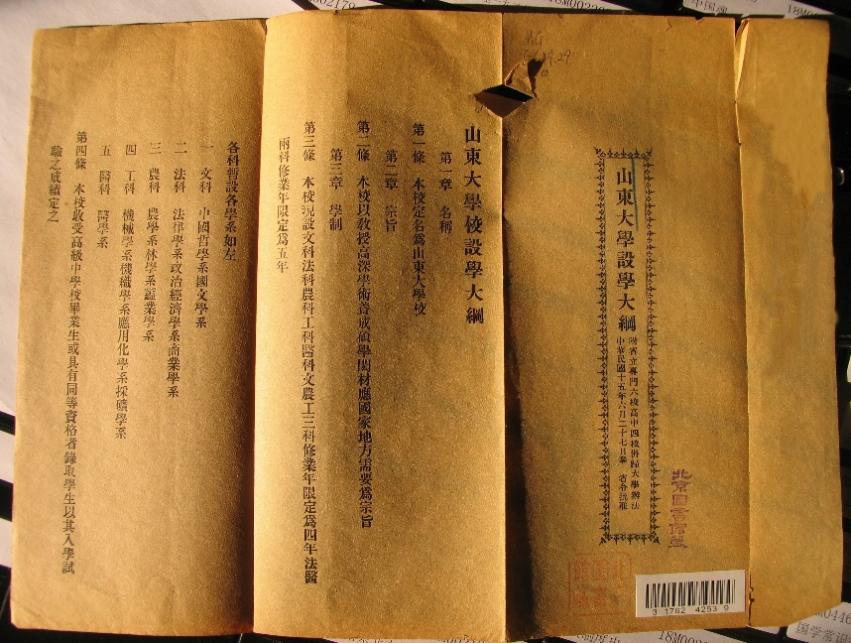 山東大學設學大綱
附省立專門六校高中四校併歸大學辦法
中華民國十五年六月二十七日奉 省令抗准
北京图书馆藏
3 1762 4253 9
山東大學校設學大綱
第一章 名稱
第一條 本校定名爲山東大學校
第二章 宗旨
第二條 本校以敎授高深學術養成碩學閎材應國家地方需要爲宗旨
第三章 學制
第三條 本校現設文科法科農科工科醫科文農工三科修業年限定爲四年法醫
兩科修業年限定爲五年
各科暫設各學系如左
一 文科 中國哲學系國文學系
二 法科 法律學系政治經濟學系商業學系
三 農科 農學系林學系蠶業學系
四 工科 機械學系機織學系應用化學系採礦學系
五 醫科 醫學系
第四條 本校收受高級中學校畢業生或具有同等資格者錄取學生以其入學試
驗之成績定之